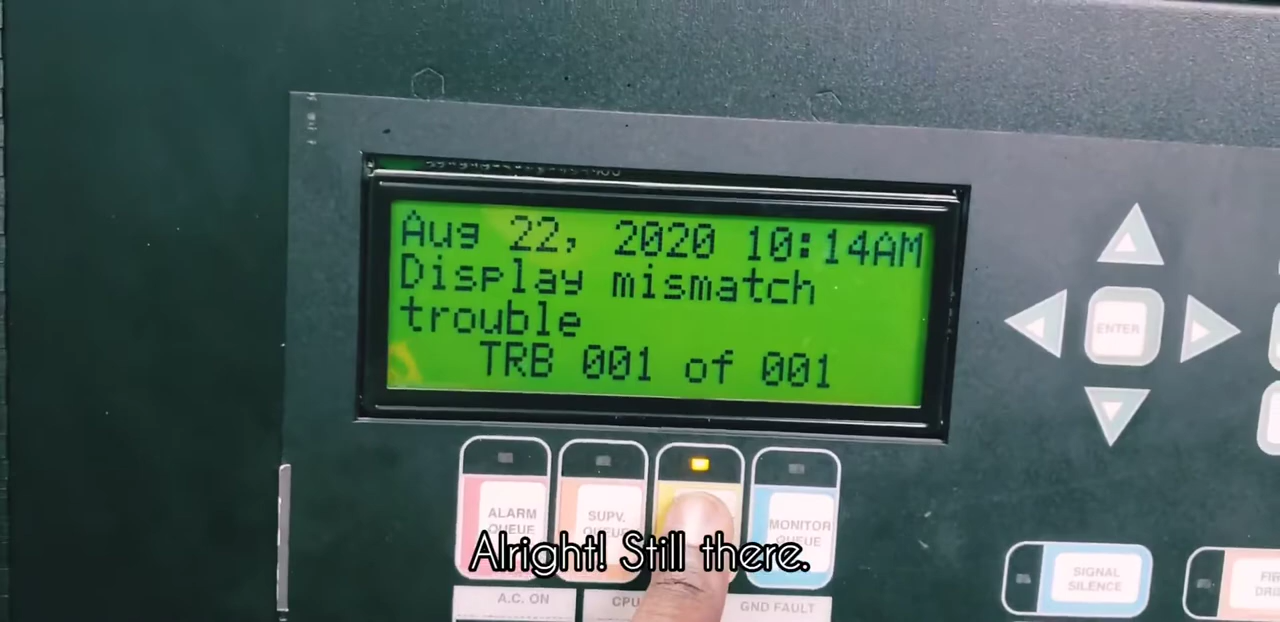 Aug 22, 2020 10:14AM
Display mismatch
trouble
TRB 001 of 001
ENTER
ALARM
QUEUE
SUPV.
QUEUE
MONITOR
QUEUE
Alright! Still there.
A.C. ON
CPU
GND FAULT
SIGNAL
SILENCE